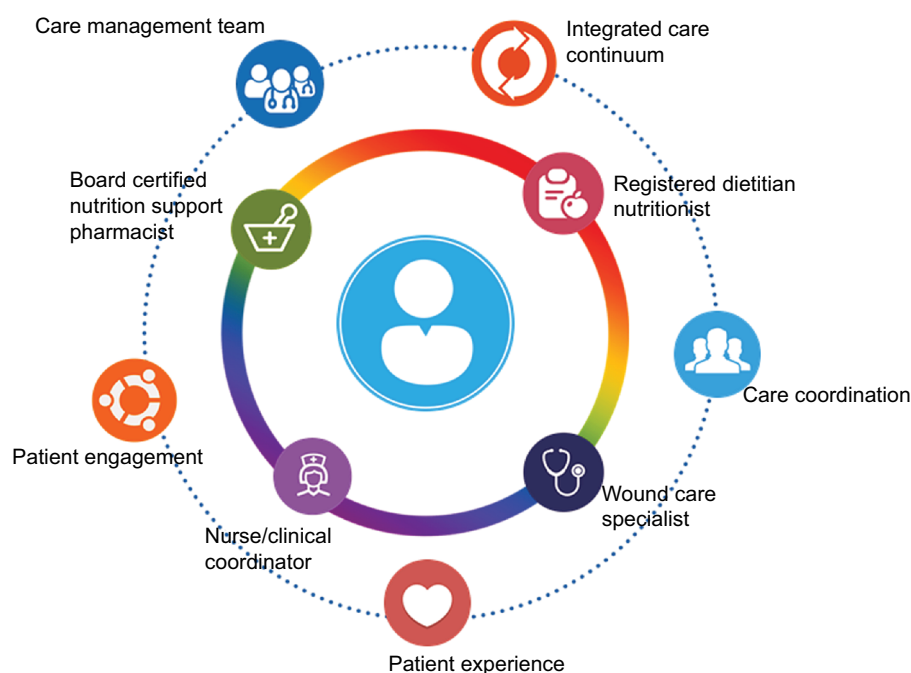 Care management team
Integrated care
continuum
Board certified
nutrition support
pharmacist
Registered dietitian
nutritionist
Care coordination
Patient engagement
Nurse/clinical
coordinator
Wound care
specialist
Patient experience